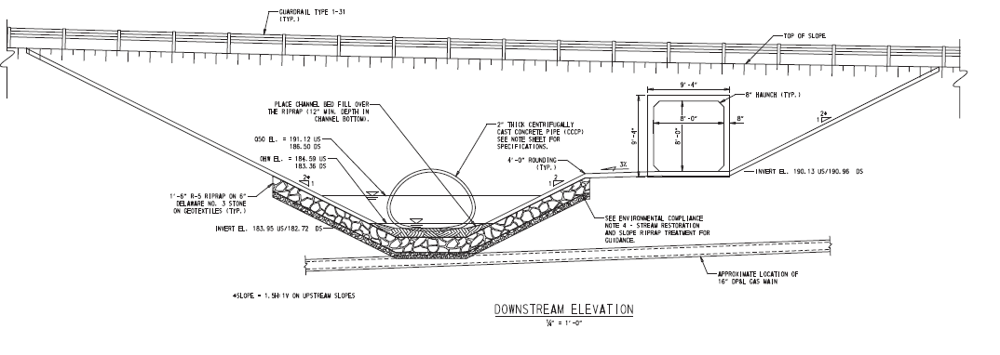 GUARDRAIL TYPE 1-31
(TYP.)
TOP OF SLOPE
9'-4"
8" HAUNCH (TYP.)
PLACE CHANNEL BED FILL OVER
THE RIPRAP (12" MIN. DEPTH IN
CHANNEL BOTTOM).
2" THICK CENTRIFUGALLY
CAST CONCRETE PIPE (CCCP)
SEE NOTE SHEET FOR
SPECIFICATIONS.
8'-0"
8"
9'-4"
8'-0"
2*
1
Q50 EL. = 191.12 US
186.50 DS
OHW EL. = 184.59 US
183.36 DS
4'-0" ROUNDING
(TYP.)
3%
INVERT EL. 190.13 US/190.96 DS
2*
1
2
1
1'-6" R-5 RIPRAP ON 6"
DELAWARE NO. 3 STONE
ON GEOTEXTILES (TYP.)
INVERT EL. 183.95 US/182.72 DS
SEE ENVIRONMENTAL COMPLIANCE
NOTE 4 - STREAM RESTORATION
AND SLOPE RIPRAP TREATMENT FOR
GUIDANCE.
APPROXIMATE LOCATION OF
16" DP&L GAS MAIN
*SLOPE = 1.5H:1V ON UPSTREAM SLOPES
DOWNSTREAM ELEVATION
¼" = 1'-0"